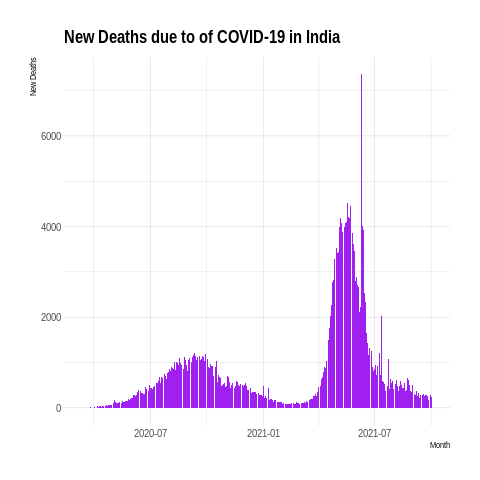 New Deaths due to of COVID-19 in India
New Deaths
6000
4000
2000
0
2020-07
2021-01
2021-07
Month